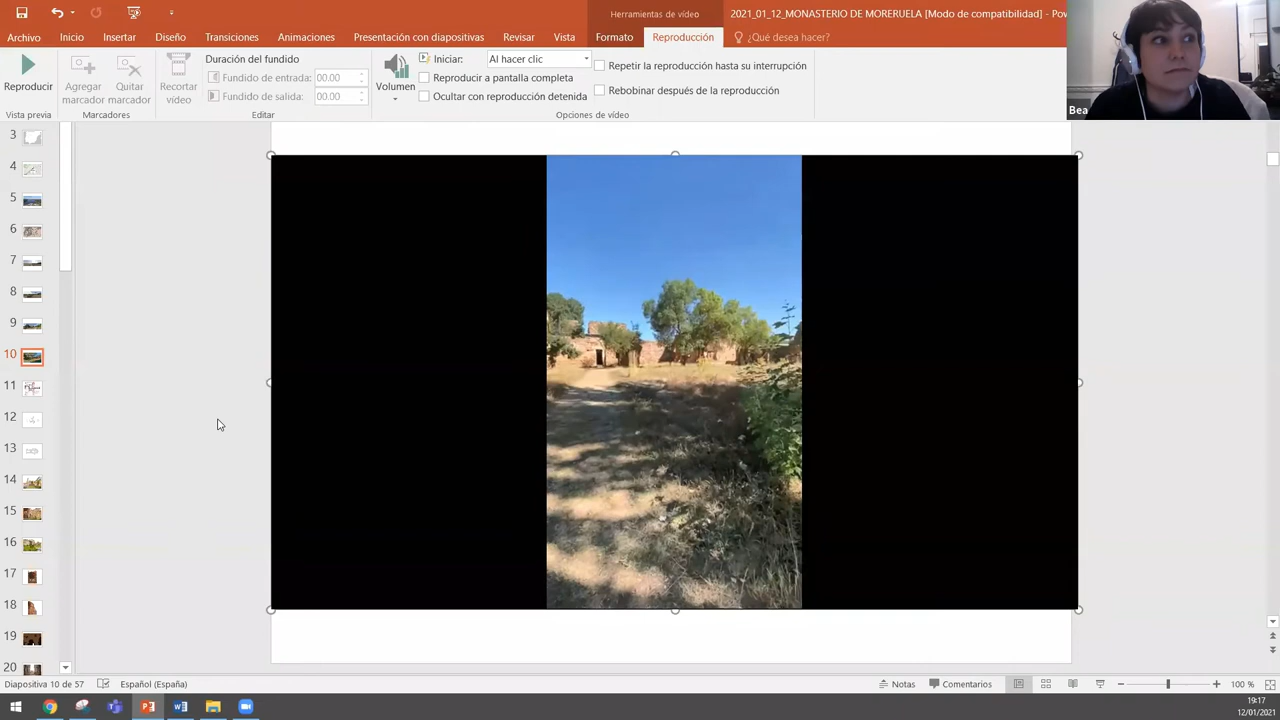 Herramientas de vídeo
2021_01_12_MONASTERIO DE MORERUELA [Modo de compatibilidad] - Pow
Archivo Inicio Insertar Diseño Transiciones Animaciones Presentación con diapositivas Revisar Vista Formato Reproducción ¿Qué desea hacer?
Reproducir
Vista previa
Agregar marcador
Quitar marcador
Marcadores
Recortar vídeo
Duración del fundido
Fundido de entrada: 00.00
Fundido de salida: 00.00
Editar
Volumen
Iniciar: Al hacer clic
Reproducir a pantalla completa
Ocultar con reproducción detenida
Repetir la reproducción hasta su interrupción
Rebobinar después de la reproducción
Opciones de vídeo
Bea
3
4
5
6
7
8
9
10
11
12
13
14
15
16
17
18
19
20
Diapositiva 10 de 57 Español (España) Notas Comentarios 100 %
19:17
12/01/2021